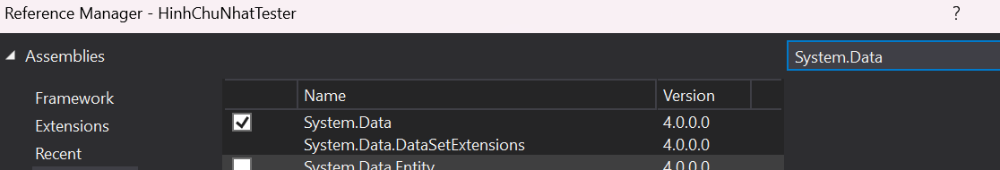 Reference Manager - HinhChuNhatTester ?
Assemblies System.Data
Framework Name Version
Extensions System.Data 4.0.0.0
System.Data.DataSetExtensions 4.0.0.0
Recent
System.Data.Entity 4.0.0.0